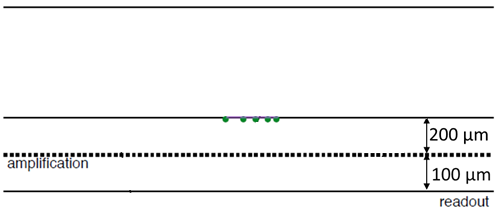 200 μm
amplification
100 μm
readout